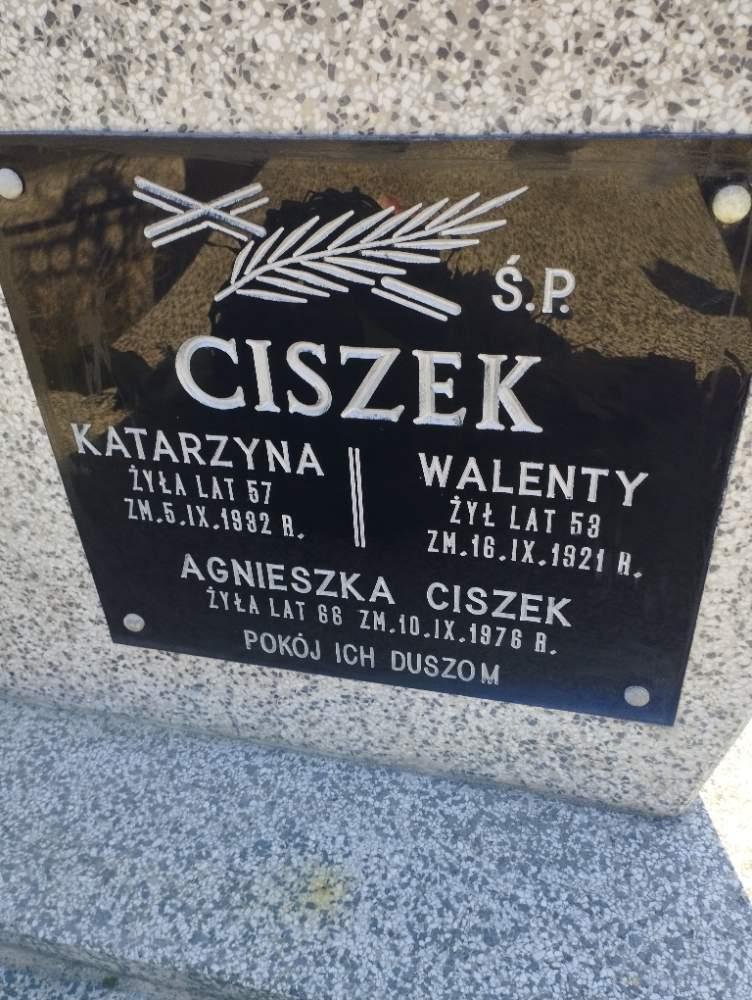 Ś.P.
CISZEK
KATARZYNA
ŻYŁA LAT 57
ZM.5.IX.1932 R.
WALENTY
ŻYŁ LAT 53
ZM.16.IX.1921 R.
AGNIESZKA CISZEK
ŻYŁA LAT 66 ZM.10.IX.1976 R.
POKÓJ ICH DUSZOM